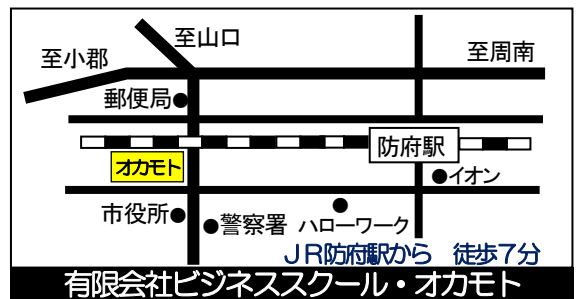 至山口
至小郡
至周南
郵便局●
防府駅
オカモト
●イオン
市役所●
●警察署
ハローワーク
ＪＲ防府駅から　徒歩７分
有限会社ビジネススクール・オカモト